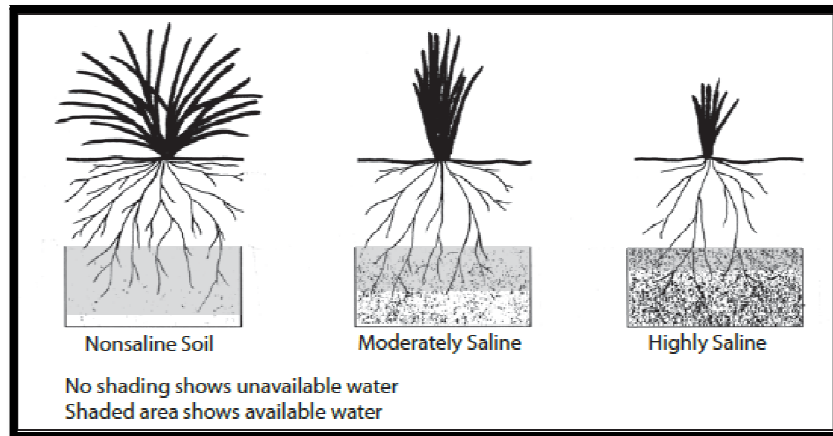 Nonsaline Soil
Moderately Saline
Highly Saline
No shading shows unavailable water
Shaded area shows available water